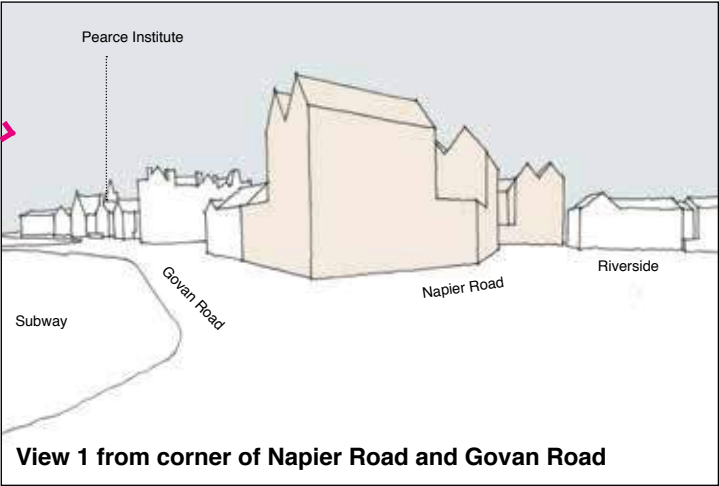 Pearce Institute
Govan Road
Napier Road
Riverside
Subway
View 1 from corner of Napier Road and Govan Road